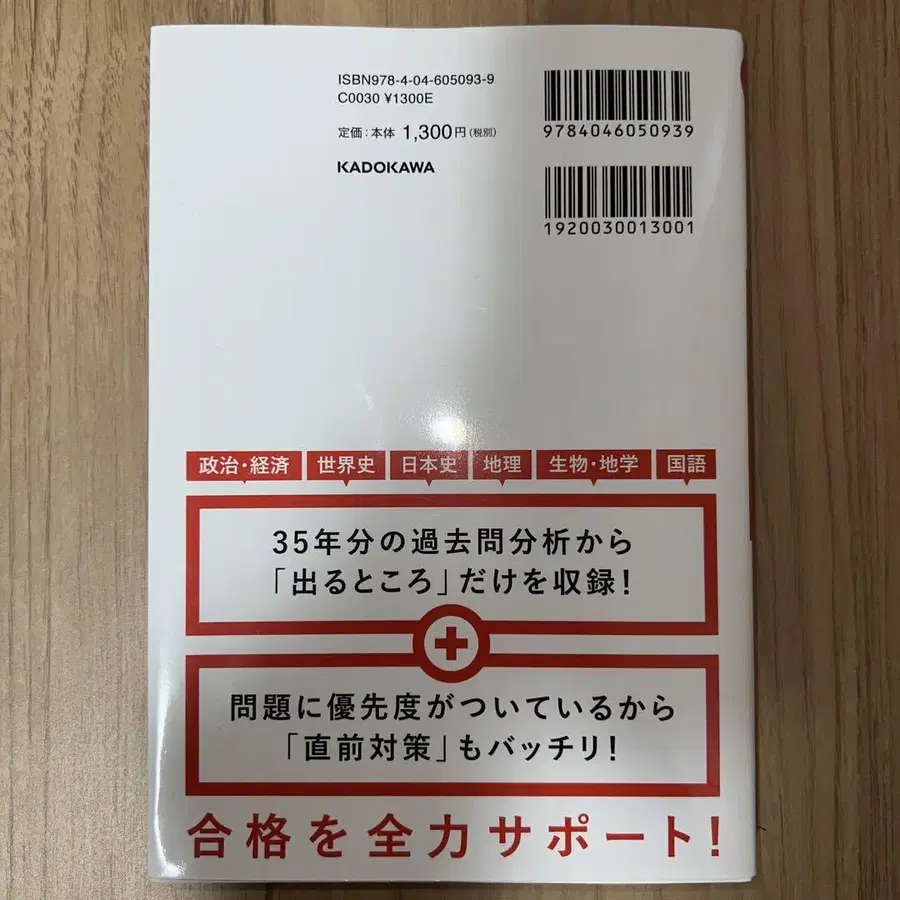 ISBN978-4-04-605093-9
C0030 ¥1300E
定価：本体 1,300円（税別）
KADOKAWA
9784046050939
1920030013001
政治・経済 世界史 日本史 地理 生物・地学 国語
35年分の過去問分析から
「出るところ」だけを収録！
+
問題に優先度がついているから
「直前対策」もバッチリ！
合格を全力サポート！